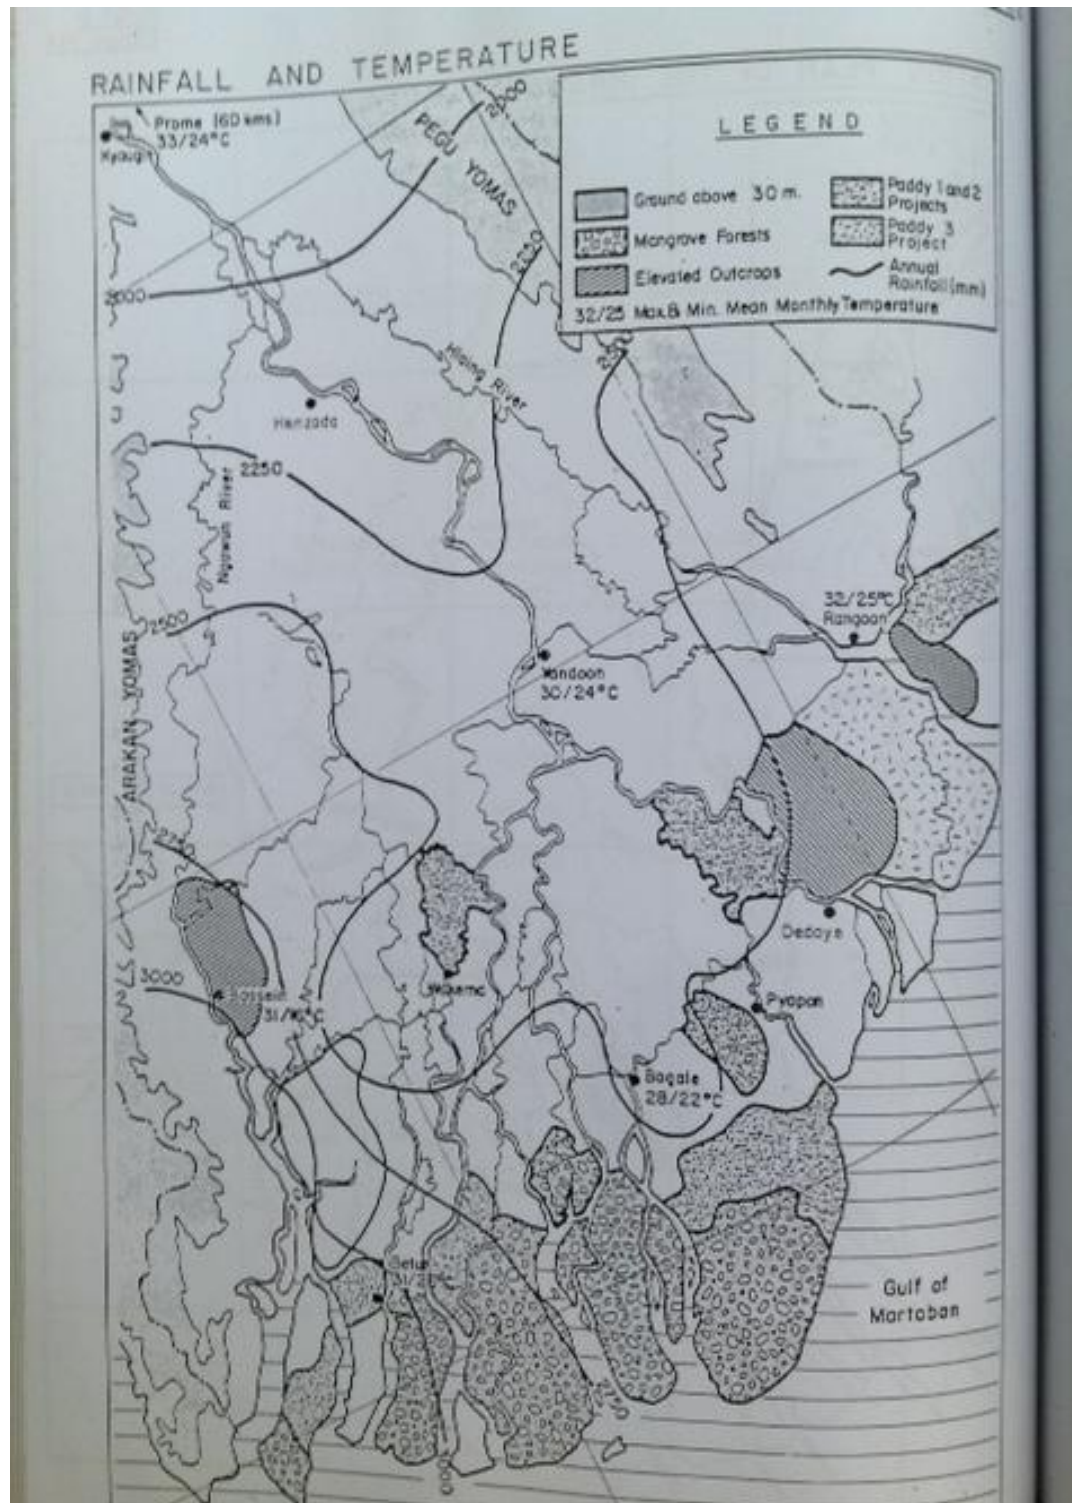 RAINFALL AND TEMPERATURE
Prome (60 kms)
33/24°C
PEGU YOMAS
2000
LEGEND
Ground above 30 m.
Mangrove Forests
Elevated Outcrops
Paddy 1 and 2
Projects
Paddy 3
Project
Annual
Rainfall (mm)
32/25 Max.& Min. Mean Monthly Temperature
2000
Hlaing River
Henzada
2250
Ngawun River
2500
ARAKAN YOMAS
32/25°C
Rangoon
Yandoon
30/24°C
Dedaye
3000
Bassein
Pyapon
Bogale
28/22°C
Gulf of
Martaban